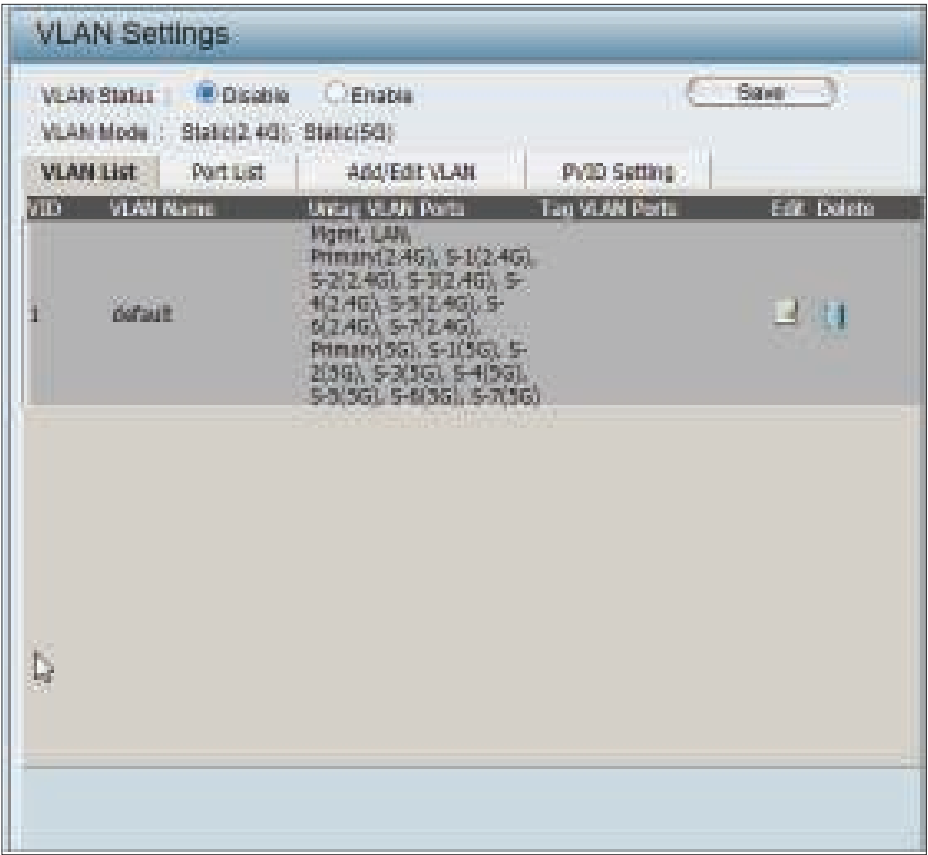 VLAN Settings
VLAN Status : Disable Enable Save
VLAN Mode : Static(2.4G), Static(5G)
VLAN List Port List Add/Edit VLAN PVID Setting
VID VLAN Name Untag VLAN Ports Tag VLAN Ports Edit Delete
Mgmt, LAN,
Primary(2.4G), S-1(2.4G),
S-2(2.4G), S-3(2.4G), S-
1 default 4(2.4G), S-5(2.4G), S-
6(2.4G), S-7(2.4G),
Primary(5G), S-1(5G), S-
2(5G), S-3(5G), S-4(5G),
S-5(5G), S-6(5G), S-7(5G)